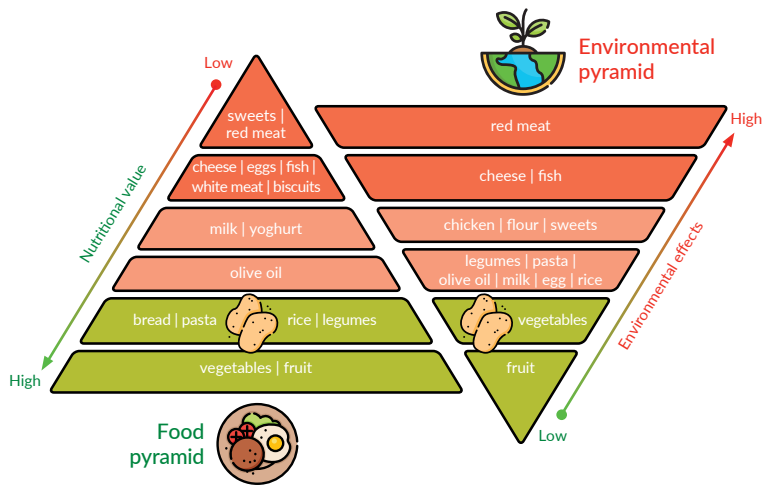 Environmental
pyramid
Low
High
sweets |
red meat
red meat
cheese | eggs | fish |
white meat | biscuits
cheese | fish
Nutritional value
milk | yoghurt
chicken | flour | sweets
Environmental effects
olive oil
legumes | pasta |
olive oil | milk | egg | rice
bread | pasta
rice | legumes
vegetables
vegetables | fruit
fruit
High
Low
Food
pyramid